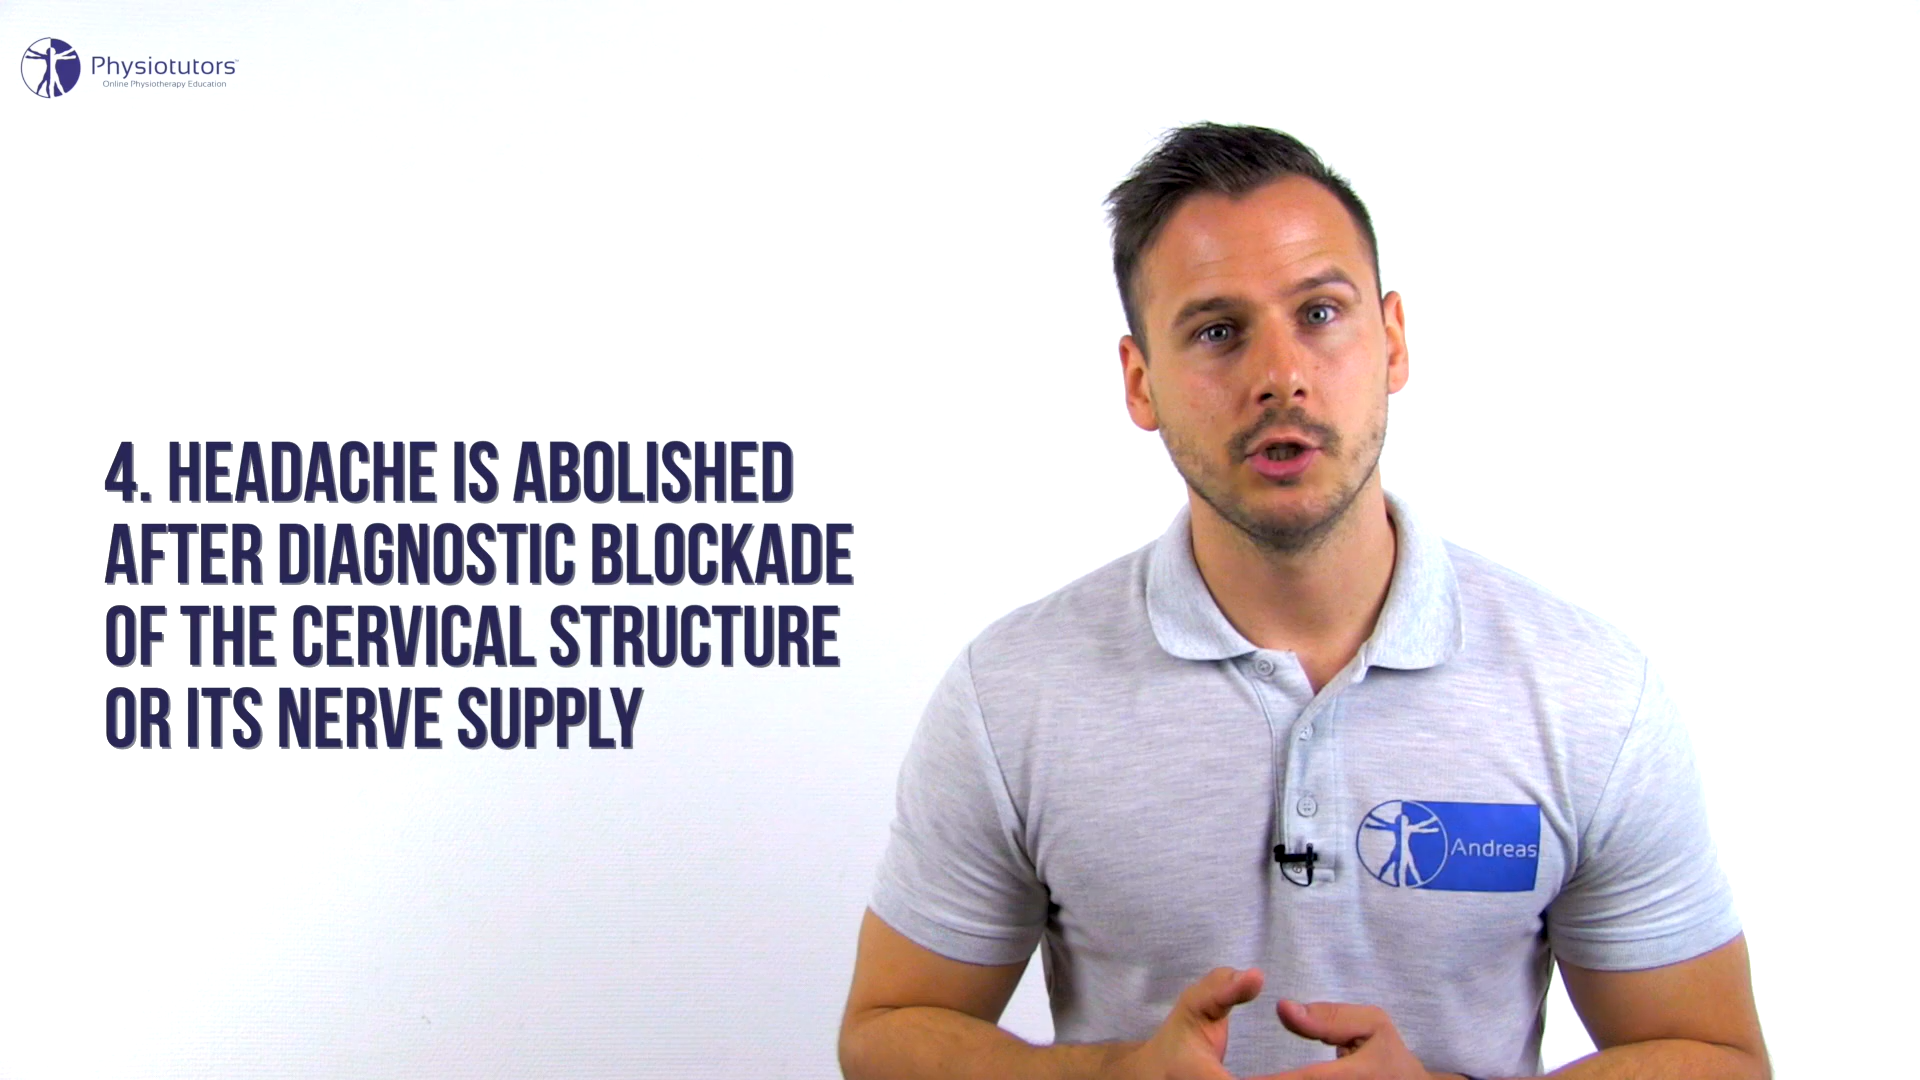 Physiotutors
Online Physiotherapy Education
4. HEADACHE IS ABOLISHED
AFTER DIAGNOSTIC BLOCKADE
OF THE CERVICAL STRUCTURE
OR ITS NERVE SUPPLY
Andreas